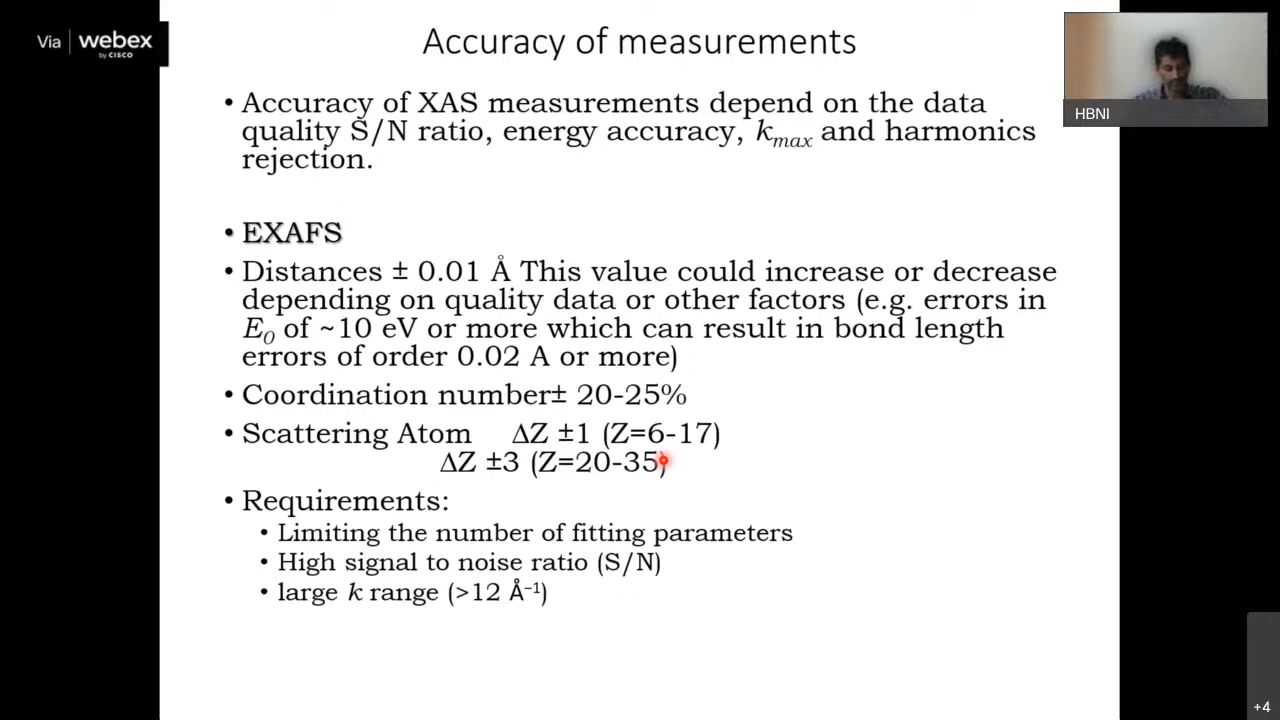 Via webex
by CISCO
Accuracy of measurements
HBNI
• Accuracy of XAS measurements depend on the data
quality S/N ratio, energy accuracy, kmax and harmonics
rejection.
• EXAFS
• Distances ± 0.01 Å This value could increase or decrease
depending on quality data or other factors (e.g. errors in
E0 of ~10 eV or more which can result in bond length
errors of order 0.02 A or more)
• Coordination number± 20-25%
• Scattering Atom ΔZ ±1 (Z=6-17)
ΔZ ±3 (Z=20-35)
• Requirements:
• Limiting the number of fitting parameters
• High signal to noise ratio (S/N)
• large k range (>12 Å⁻¹)
+4